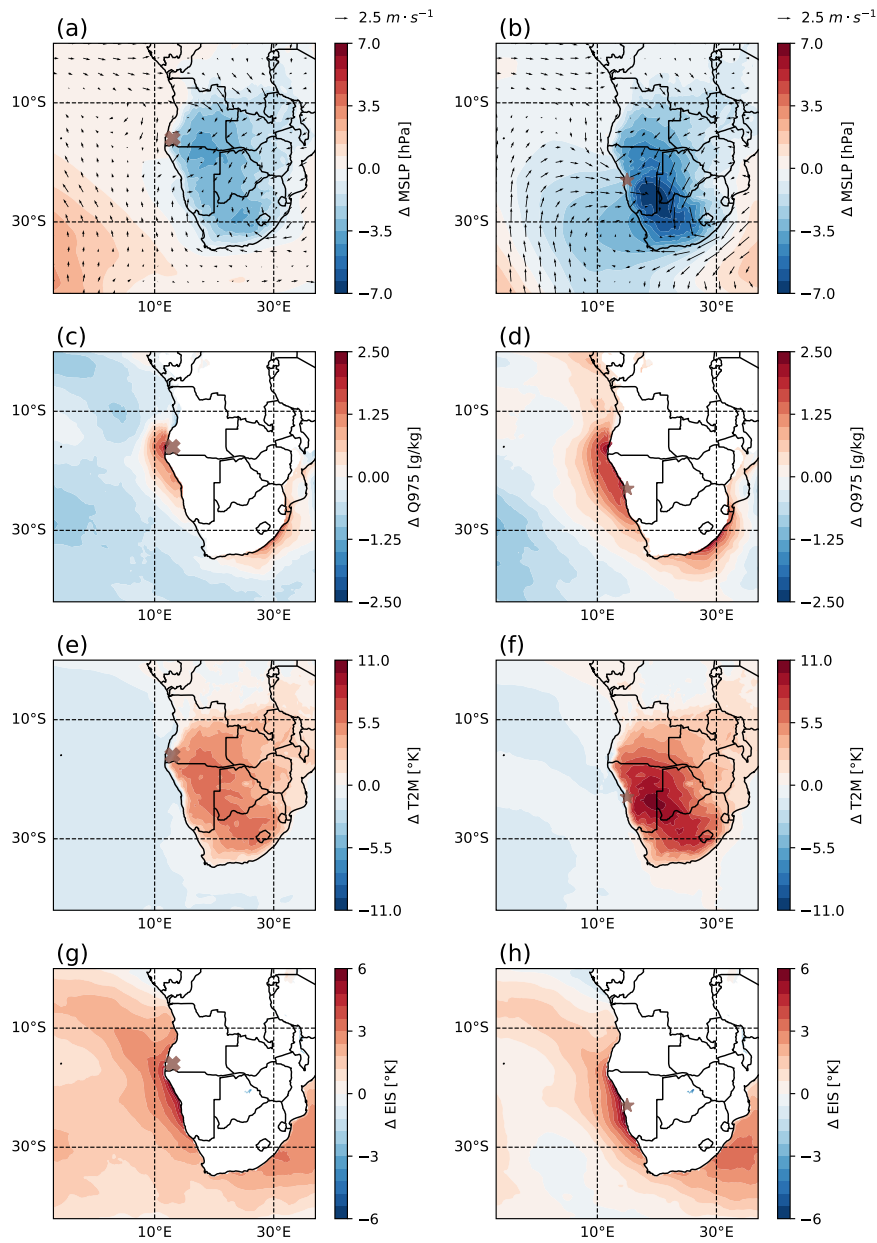 (a) → 2.5 m · s⁻¹ (b) → 2.5 m · s⁻¹
7.0 7.0
10°S 3.5 10°S 3.5
0.0 Δ MSLP [hPa] 0.0 Δ MSLP [hPa]
30°S −3.5 30°S −3.5
−7.0 −7.0
10°E 30°E 10°E 30°E
(c) (d)
2.50 2.50
10°S 1.25 10°S 1.25
0.00 Δ Q975 [g/kg] 0.00 Δ Q975 [g/kg]
30°S −1.25 30°S −1.25
−2.50 −2.50
10°E 30°E 10°E 30°E
(e) (f)
11.0 11.0
10°S 5.5 10°S 5.5
0.0 Δ T2M [°K] 0.0 Δ T2M [°K]
30°S −5.5 30°S −5.5
−11.0 −11.0
10°E 30°E 10°E 30°E
(g) (h)
6 6
10°S 3 10°S 3
0 Δ EIS [°K] 0 Δ EIS [°K]
30°S −3 30°S −3
−6 −6
10°E 30°E 10°E 30°E